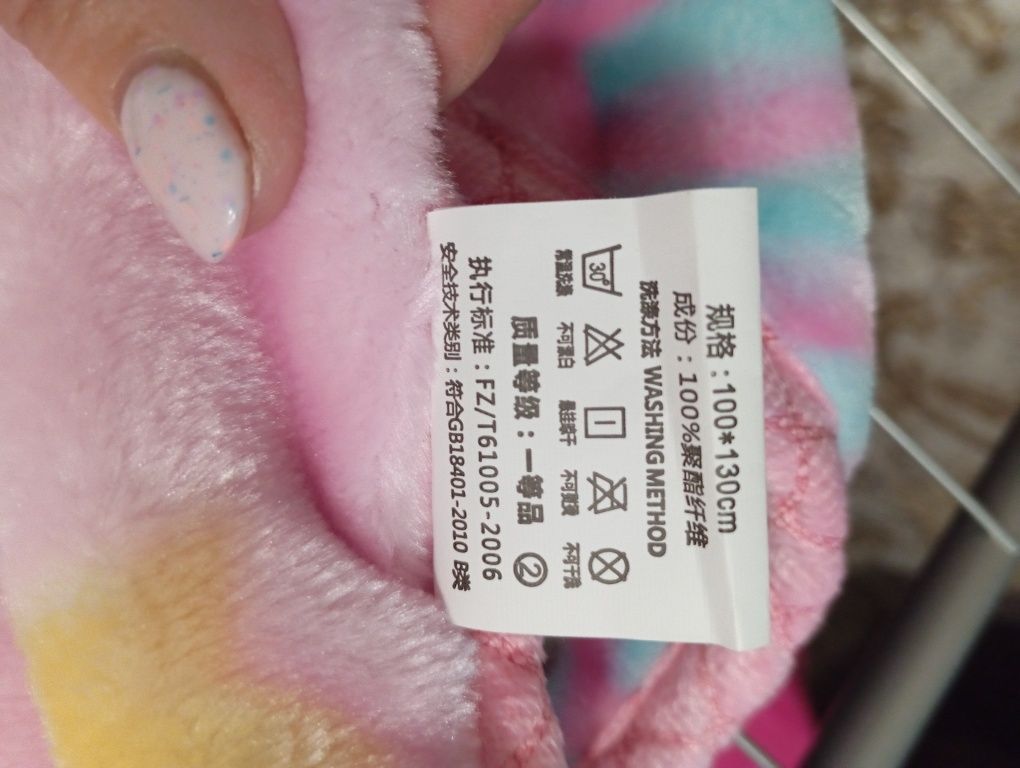 规格：100*130cm
成份：100%聚酯纤维
洗涤方法 WASHING METHOD
30°
常温洗涤 不可漂白 悬挂晾干 不可熨烫 不可干洗
质量等级：一等品 ②
执行标准：FZ/T61005-2006
安全技术类别：符合GB18401-2010 B类